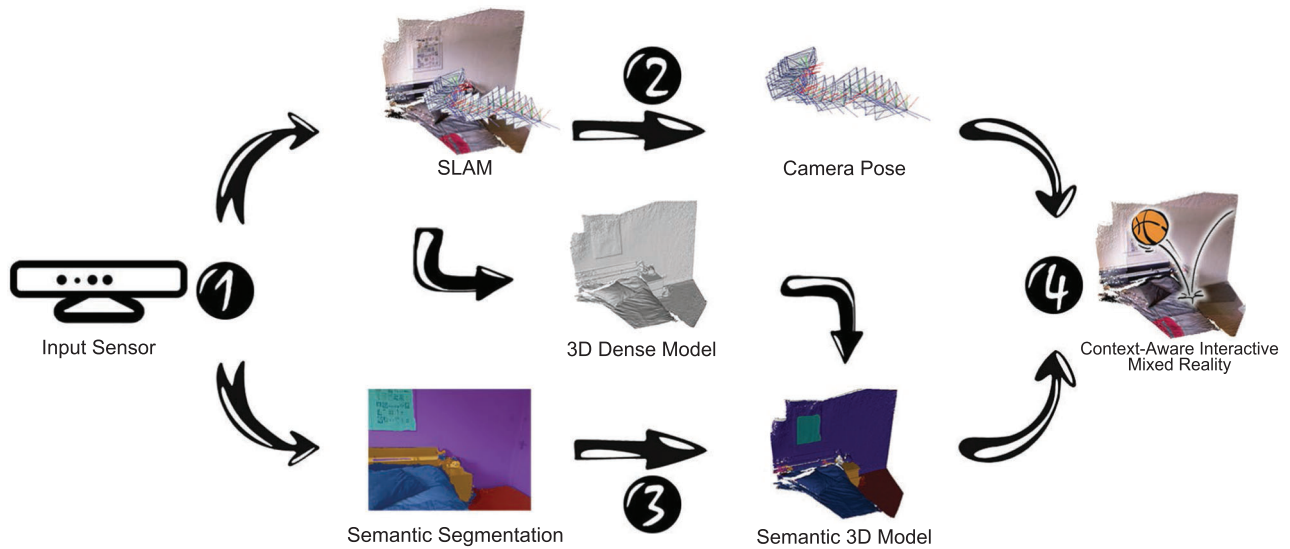 2
SLAM
Camera Pose
1
4
Input Sensor
3D Dense Model
Context-Aware Interactive
Mixed Reality
3
Semantic Segmentation
Semantic 3D Model